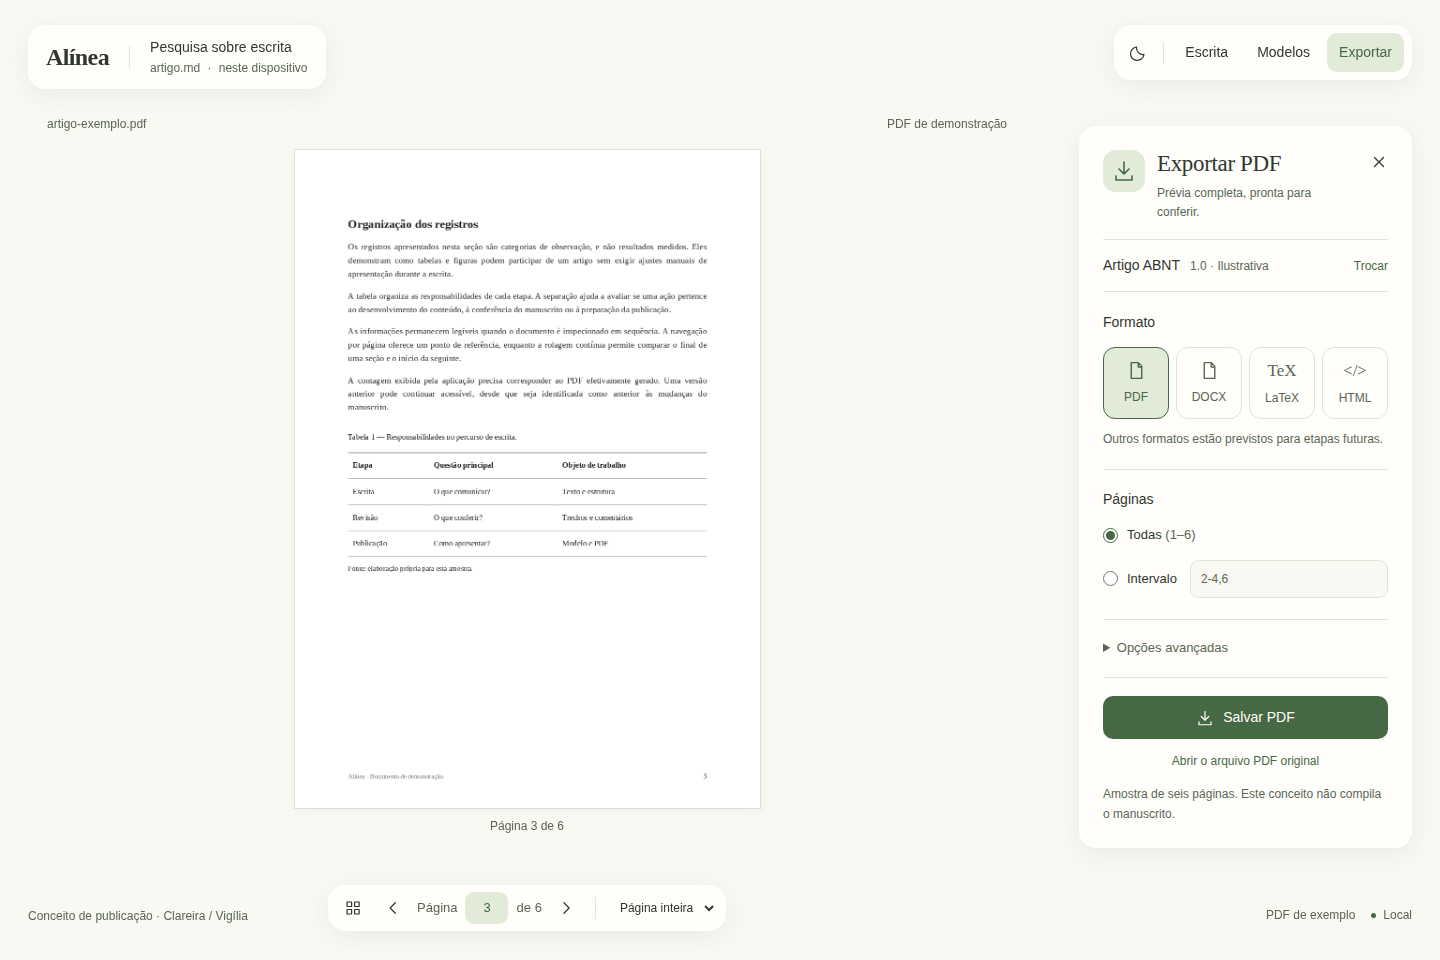 Alínea
Pesquisa sobre escrita
artigo.md · neste dispositivo
Escrita
Modelos
Exportar
artigo-exemplo.pdf
PDF de demonstração
Organização dos registros
Os registros apresentados nesta seção são categorias de observação, e não resultados medidos. Eles
demonstram como tabelas e figuras podem participar de um artigo sem exigir ajustes manuais de
apresentação durante a escrita.
A tabela organiza as responsabilidades de cada etapa. A separação ajuda a avaliar se uma ação pertence
ao desenvolvimento do conteúdo, à conferência do manuscrito ou à preparação da publicação.
As informações permanecem legíveis quando o documento é inspecionado em sequência. A navegação
por página oferece um ponto de referência, enquanto a rolagem contínua permite comparar o final de
uma seção e o início da seguinte.
A contagem exibida pela aplicação precisa corresponder ao PDF efetivamente gerado. Uma versão
anterior pode continuar acessível, desde que seja identificada como anterior às mudanças do
manuscrito.
Tabela 1 — Responsabilidades no percurso de escrita.
Etapa Questão principal Objeto de trabalho
Escrita O que comunicar? Texto e estrutura
Revisão O que conferir? Trechos e comentários
Publicação Como apresentar? Modelo e PDF
Fonte: elaboração própria para esta amostra.
Alínea · Documento de demonstração 3
Página 3 de 6
Página 3 de 6
Página inteira
Exportar PDF
Prévia completa, pronta para
conferir.
Artigo ABNT 1.0 · Ilustrativa Trocar
Formato
TeX </>
PDF DOCX LaTeX HTML
Outros formatos estão previstos para etapas futuras.
Páginas
Todas (1–6)
Intervalo 2-4,6
Opções avançadas
Salvar PDF
Abrir o arquivo PDF original
Amostra de seis páginas. Este conceito não compila
o manuscrito.
Conceito de publicação · Clareira / Vigília
PDF de exemplo
Local